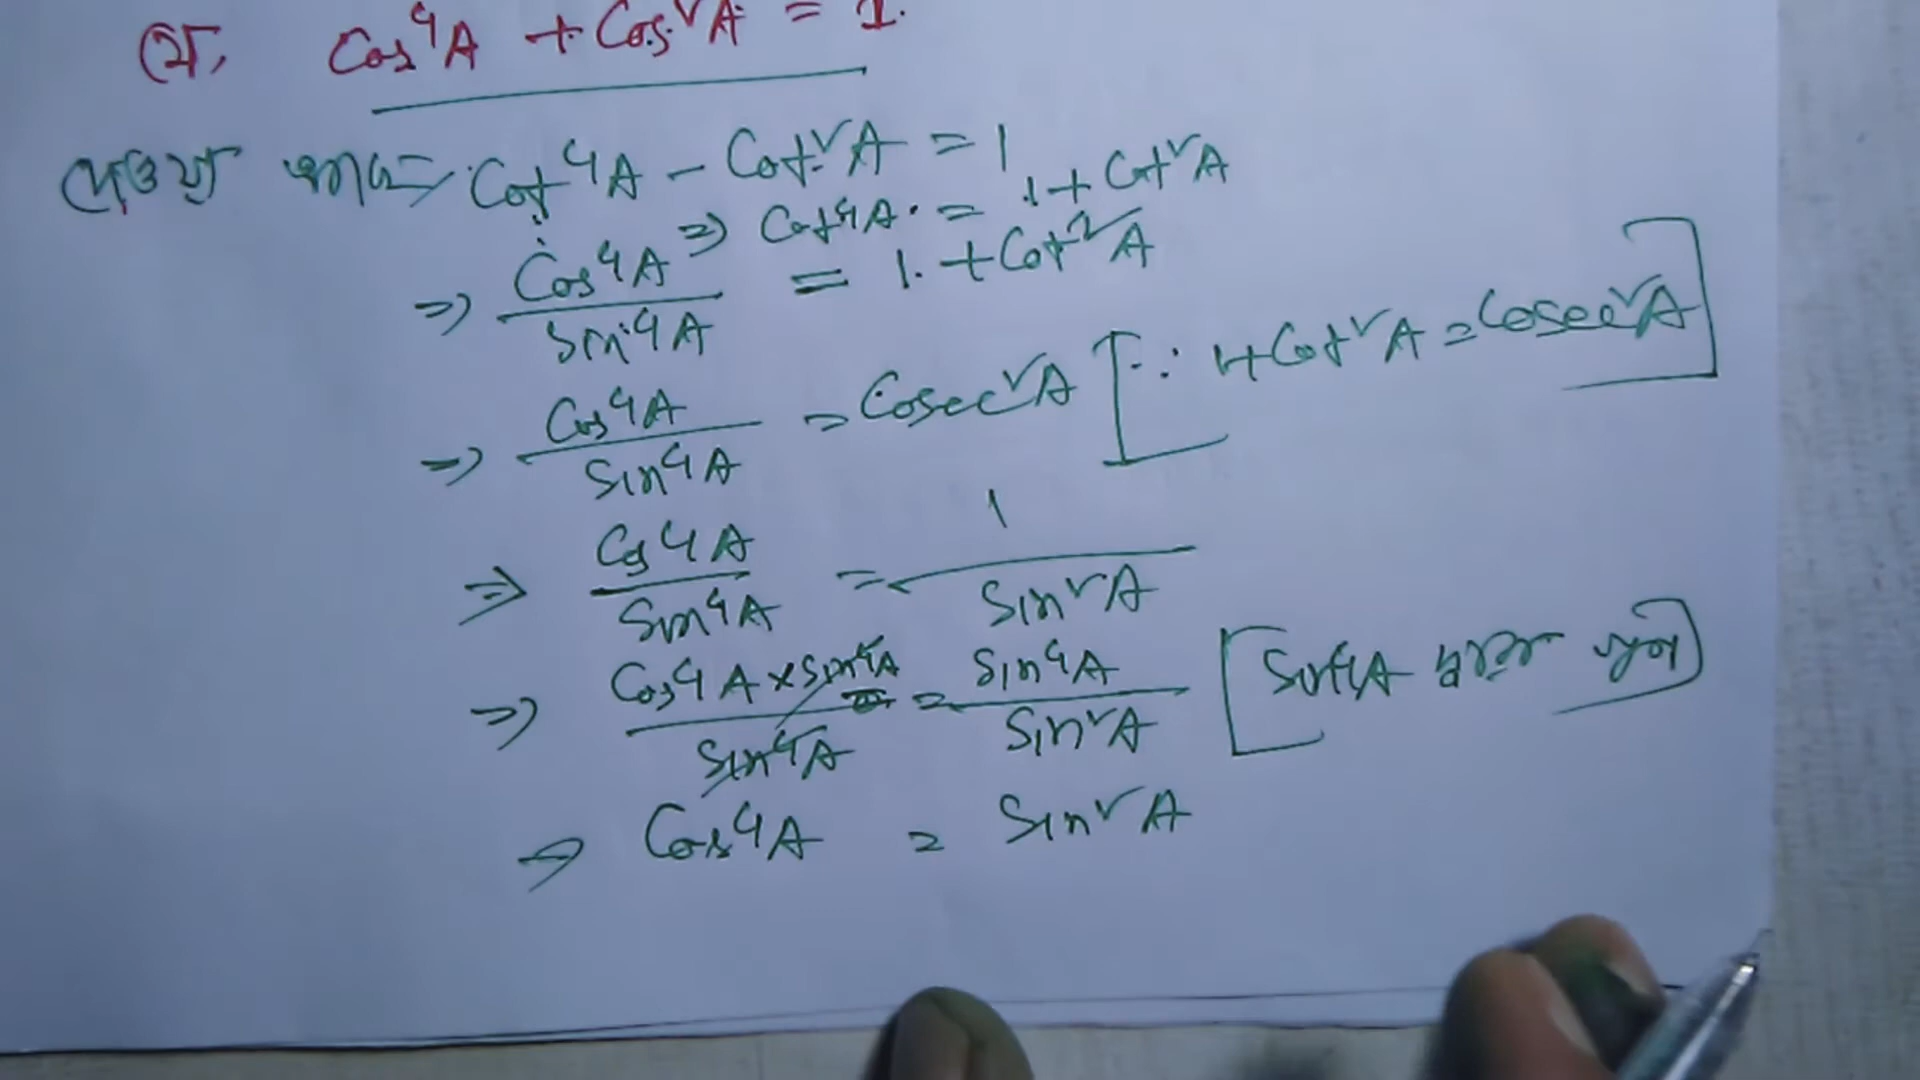 যে, Cos⁴A + Cos²A = 1.
দেওয়া আছে, Cot⁴A - Cot²A = 1
⇒ Cot⁴A = 1 + Cot²A
⇒ Cos⁴A / Sin⁴A = 1 + Cot²A
⇒ Cos⁴A / Sin⁴A = Cosec²A [∵ 1+Cot²A = Cosec²A]
⇒ Cos⁴A / Sin⁴A = 1 / Sin²A
⇒ Cos⁴A × Sin⁴A / Sin⁴A = Sin⁴A / Sin²A [Sin⁴A দ্বারা গুণ]
⇒ Cos⁴A = Sin²A